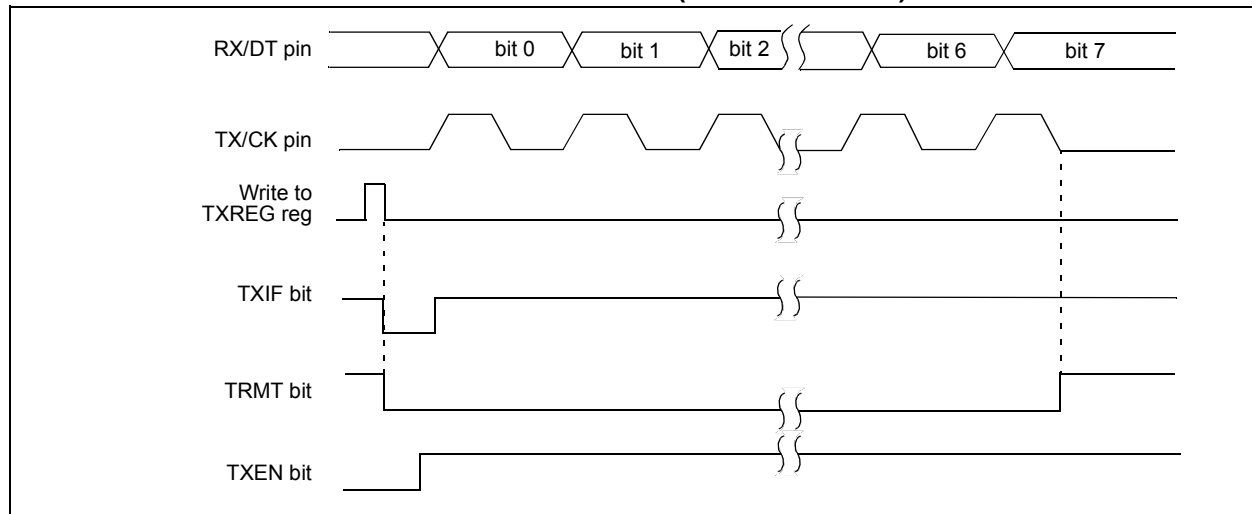 RX/DT pin
bit 0 bit 1 bit 2 bit 6 bit 7
TX/CK pin
Write to
TXREG reg
TXIF bit
TRMT bit
TXEN bit